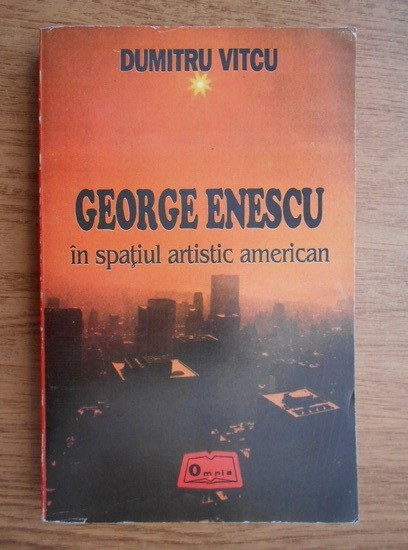 DUMITRU VITCU
GEORGE ENESCU
în spaţiul artistic american
Omnia